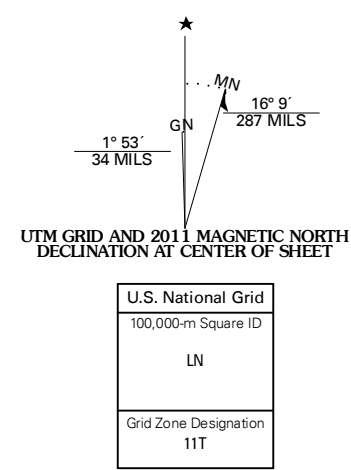 ★
MN
GN
16° 9´
287 MILS
1° 53´
34 MILS
UTM GRID AND 2011 MAGNETIC NORTH
DECLINATION AT CENTER OF SHEET
U.S. National Grid
100,000-m Square ID
LN
Grid Zone Designation
11T